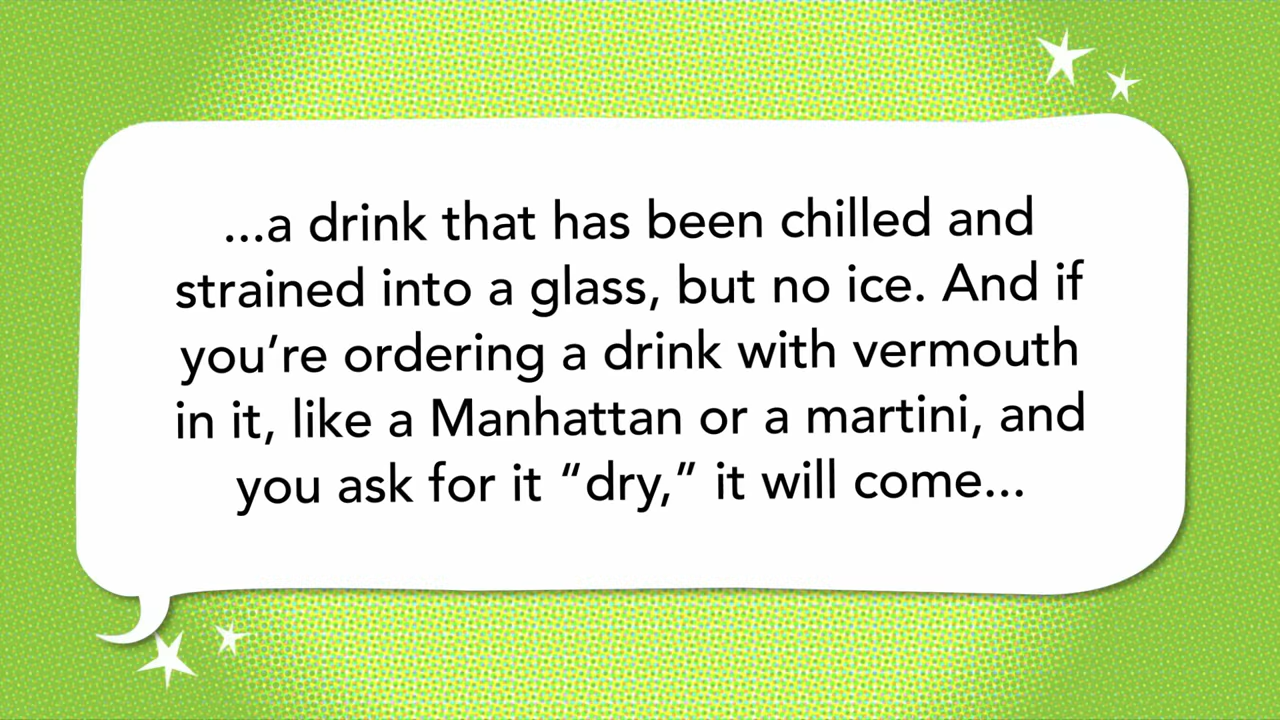 ...a drink that has been chilled and
strained into a glass, but no ice. And if
you’re ordering a drink with vermouth
in it, like a Manhattan or a martini, and
you ask for it “dry,” it will come...